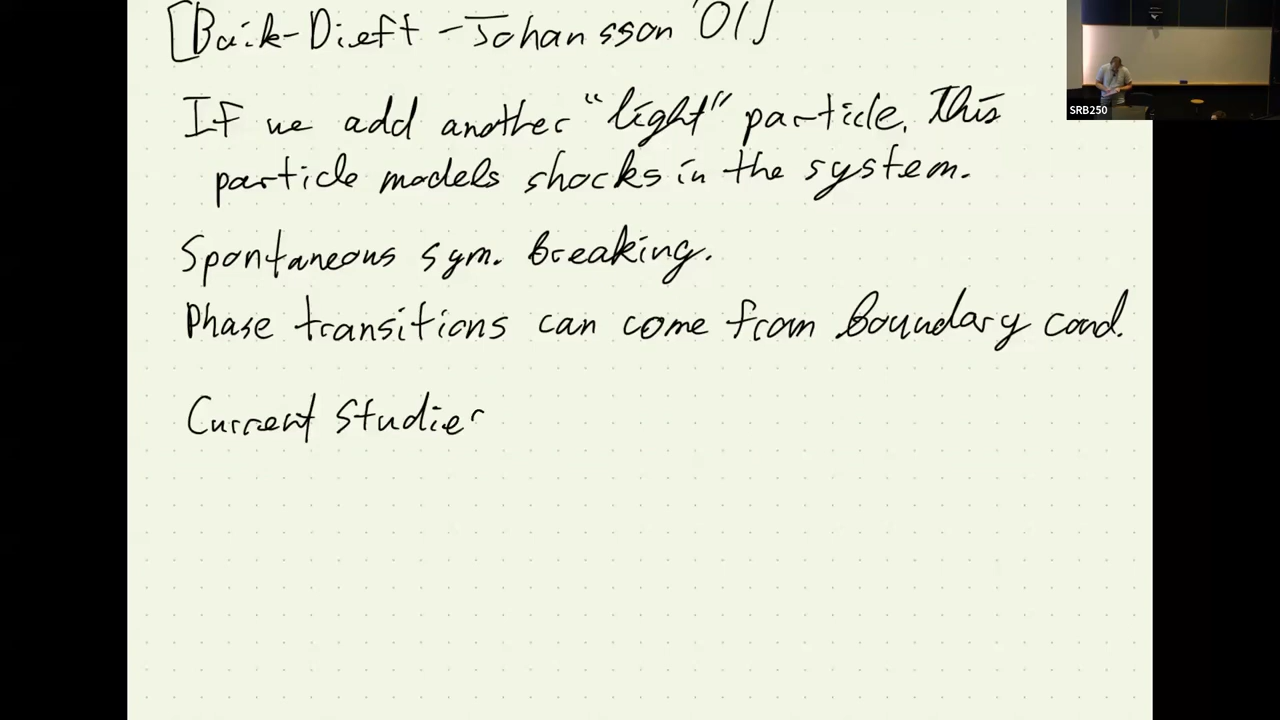 [Baik-Dieft-Johansson '01]
SRB250
If we add another "light" particle. This
particle models shocks in the system.
Spontaneous sym. breaking.
Phase transitions can come from boundary cond.
Current Studies